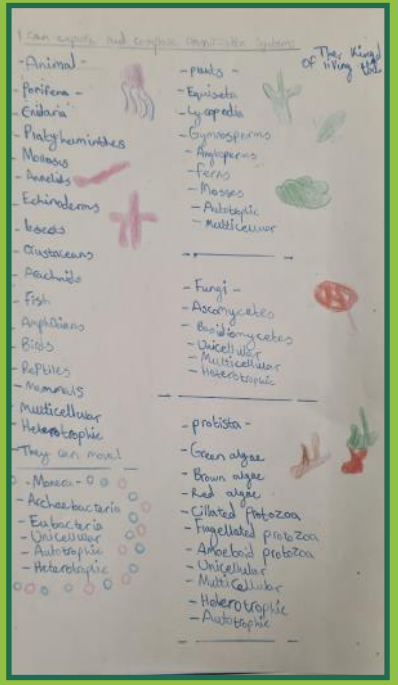 I can explore and compare classification systems
The King
Of living
-Animal-
- Porifera -
- Cnidaria
- Platyhelminthes
- Molluscs
- Annelids
- Echinoderms
- Insects
- Crustaceans
- Arachnids
- Fish
- Amphibians
- Birds
- Reptiles
- Mammals
Multicellular
- Heterotrophic
- They can move!
- Monera -
- Archaebacteria
- Eubacteria
- Unicellular
- Autotrophic
- Heterotrophic
- plants -
- Equiseta
- Lycopodia
- Gymnosperms
- Angiosperms
- ferns
- Mosses
- Autotrophic
- Multicellular
- Fungi -
- Ascomycetes
- Basidiomycetes
- Unicellular
- Multicellular
- Heterotrophic
- protista -
- Green algae
- Brown algae
- Red algae
- Ciliated Protozoa
- Flagellated protozoa
- Amoeboid protozoa
- Unicellular
- Multicellular
- Heterotrophic
- Autotrophic